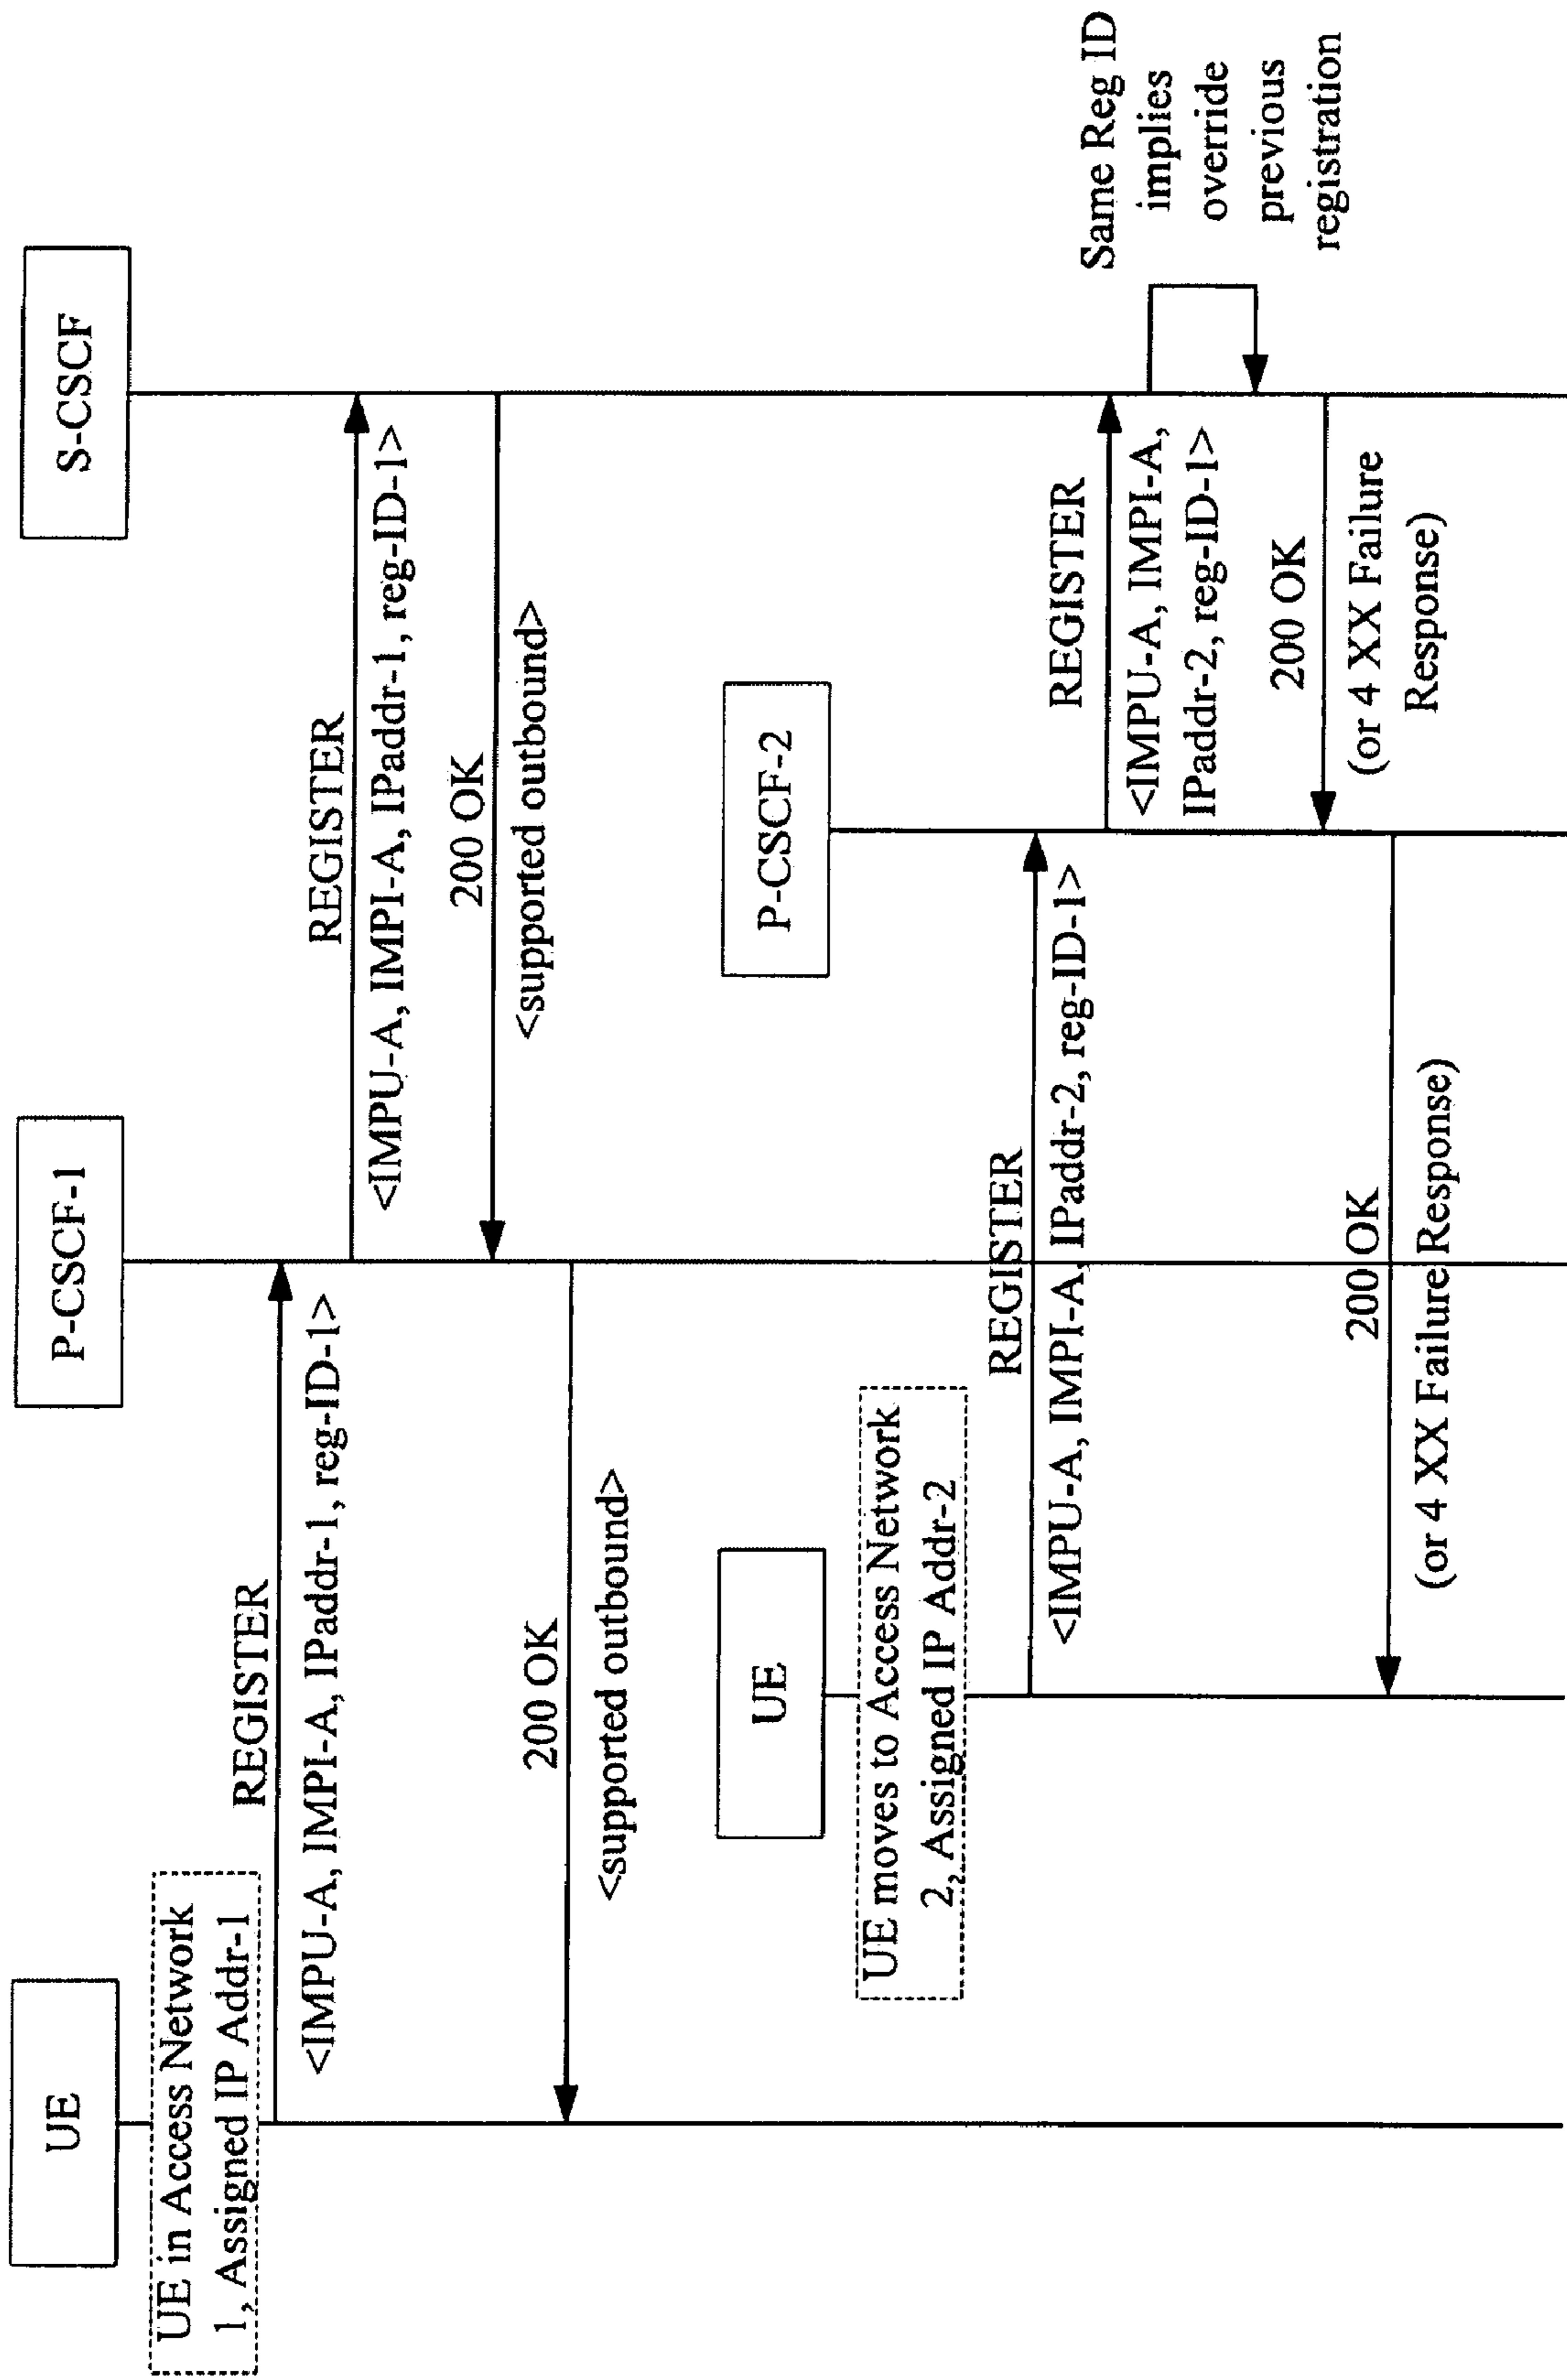 UE
P-CSCF-1
S-CSCF
UE in Access Network
1, Assigned IP Addr-1
REGISTER
<IMPU-A, IMPI-A, IPaddr-1, reg-ID-1>
REGISTER
<IMPU-A, IMPI-A, IPaddr-1, reg-ID-1>
200 OK
<supported outbound>
200 OK
<supported outbound>
UE
P-CSCF-2
UE moves to Access Network
2, Assigned IP Addr-2
REGISTER
<IMPU-A, IMPI-A, IPaddr-2, reg-ID-1>
REGISTER
<IMPU-A, IMPI-A,
IPaddr-2, reg-ID-1>
Same Reg ID
implies
override
previous
registration
200 OK
(or 4 XX Failure
Response)
200 OK
(or 4 XX Failure Response)